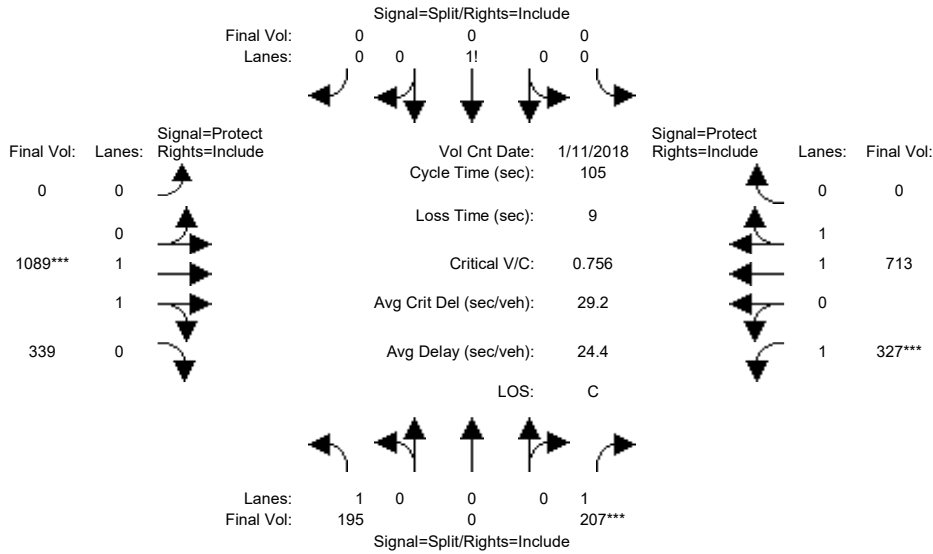 Signal=Split/Rights=Include
Final Vol: 0 0 0
Lanes: 0 0 1! 0 0
Signal=Protect Signal=Protect
Final Vol: Lanes: Rights=Include Vol Cnt Date: 1/11/2018 Rights=Include Lanes: Final Vol:
Cycle Time (sec): 105
0 0 0 0
Loss Time (sec): 9
0 1
1089*** 1 Critical V/C: 0.756 1 713
1 Avg Crit Del (sec/veh): 29.2 0
339 0 Avg Delay (sec/veh): 24.4 1 327***
LOS: C
Lanes: 1 0 0 0 1
Final Vol: 195 0 207***
Signal=Split/Rights=Include